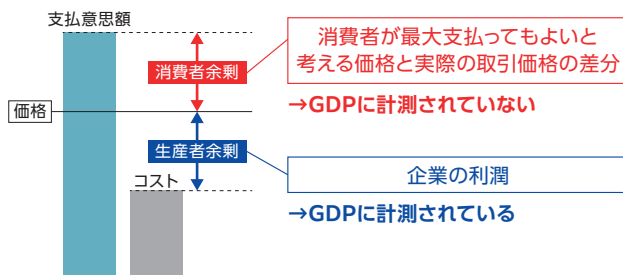 支払意思額
消費者余剰
消費者が最大支払ってもよいと
考える価格と実際の取引価格の差分
→GDPに計測されていない
価格
生産者余剰
企業の利潤
コスト
→GDPに計測されている